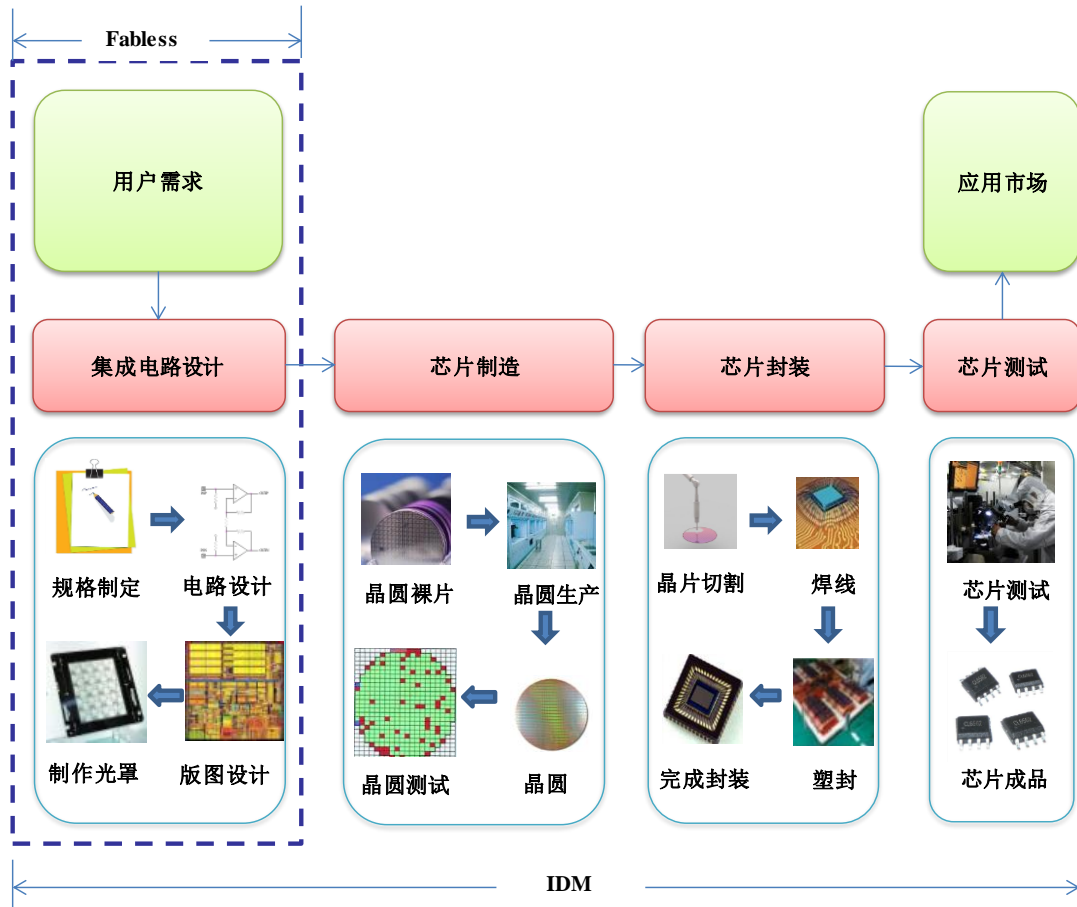 Fabless
用户需求
应用市场
集成电路设计
芯片制造
芯片封装
芯片测试
规格制定
电路设计
晶圆裸片
晶圆生产
晶片切割
焊线
芯片测试
制作光罩
版图设计
晶圆测试
晶圆
完成封装
塑封
芯片成品
IDM